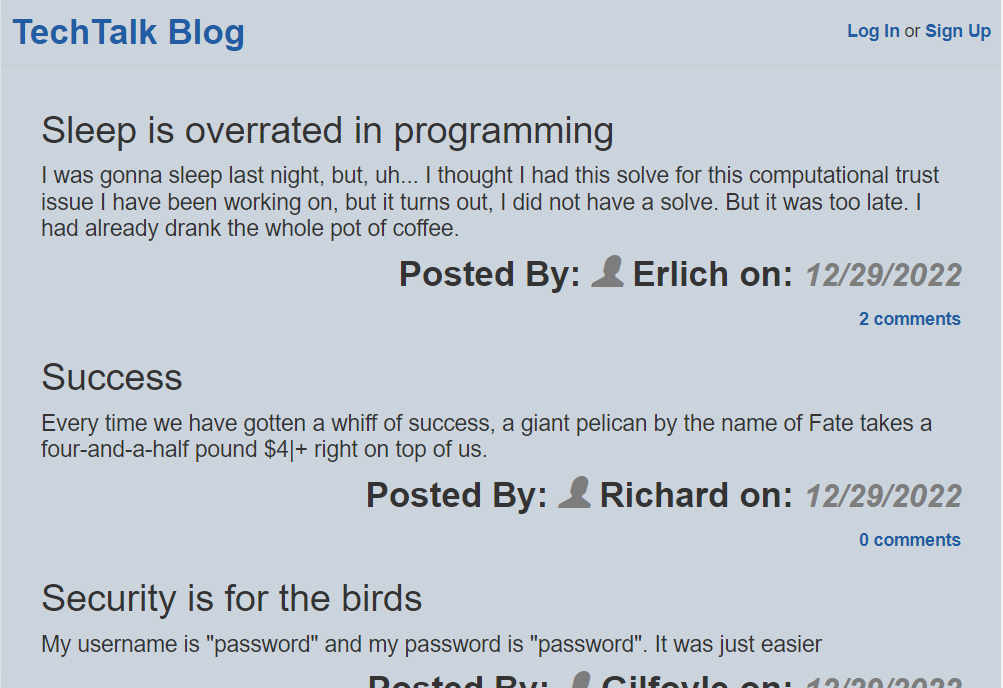 TechTalk Blog
Log In or Sign Up
Sleep is overrated in programming
I was gonna sleep last night, but, uh... I thought I had this solve for this computational trust
issue I have been working on, but it turns out, I did not have a solve. But it was too late. I
had already drank the whole pot of coffee.
Posted By: Erlich on: 12/29/2022
2 comments
Success
Every time we have gotten a whiff of success, a giant pelican by the name of Fate takes a
four-and-a-half pound $4|+ right on top of us.
Posted By: Richard on: 12/29/2022
0 comments
Security is for the birds
My username is "password" and my password is "password". It was just easier
Posted By: Gilfoyle on: 12/29/2022